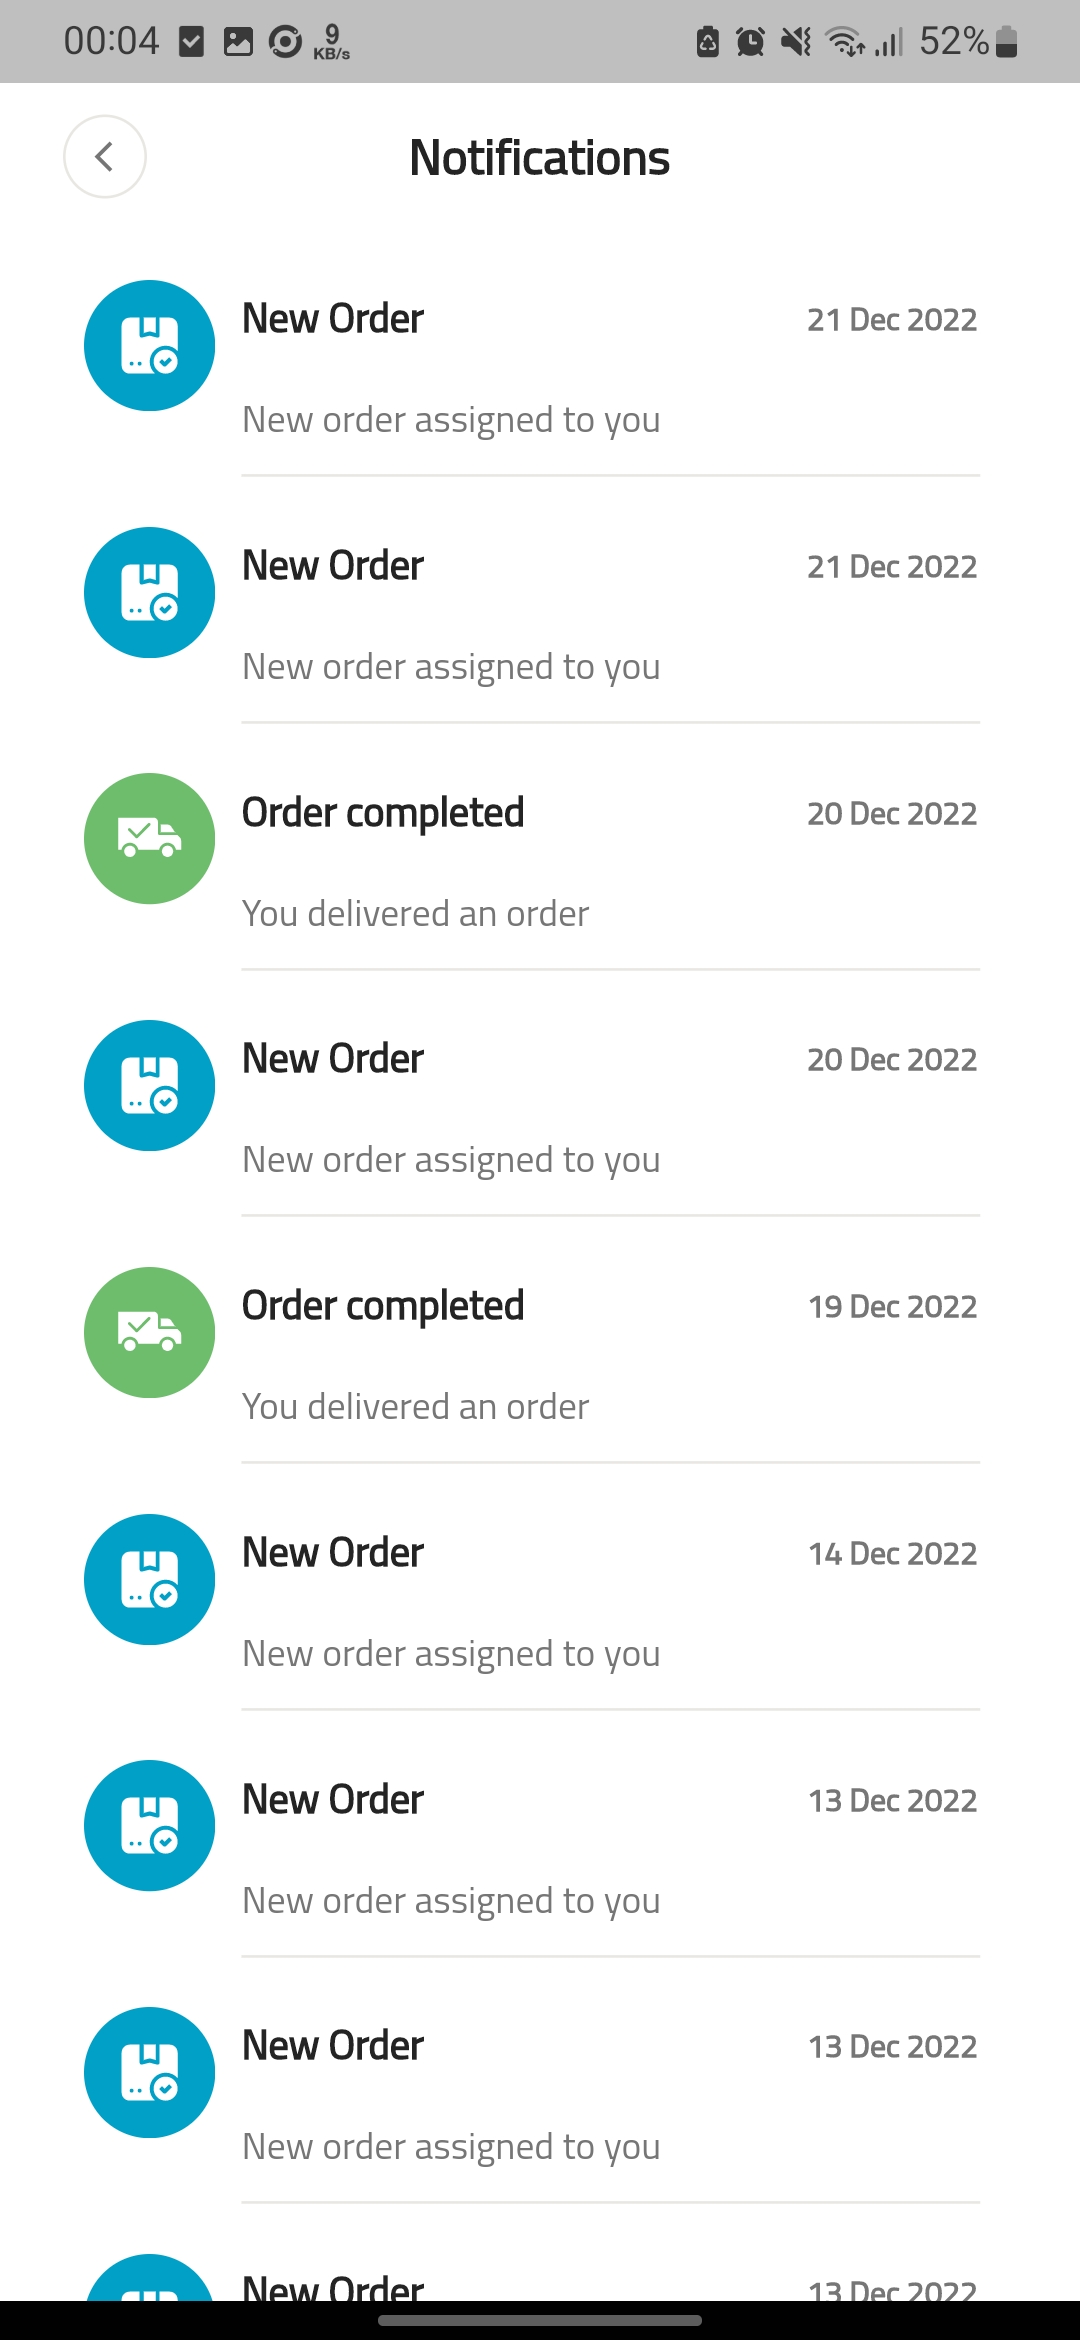 00:04 9 KB/s 52%
Notifications
New Order 21 Dec 2022
New order assigned to you
New Order 21 Dec 2022
New order assigned to you
Order completed 20 Dec 2022
You delivered an order
New Order 20 Dec 2022
New order assigned to you
Order completed 19 Dec 2022
You delivered an order
New Order 14 Dec 2022
New order assigned to you
New Order 13 Dec 2022
New order assigned to you
New Order 13 Dec 2022
New order assigned to you
New Order 13 Dec 2022